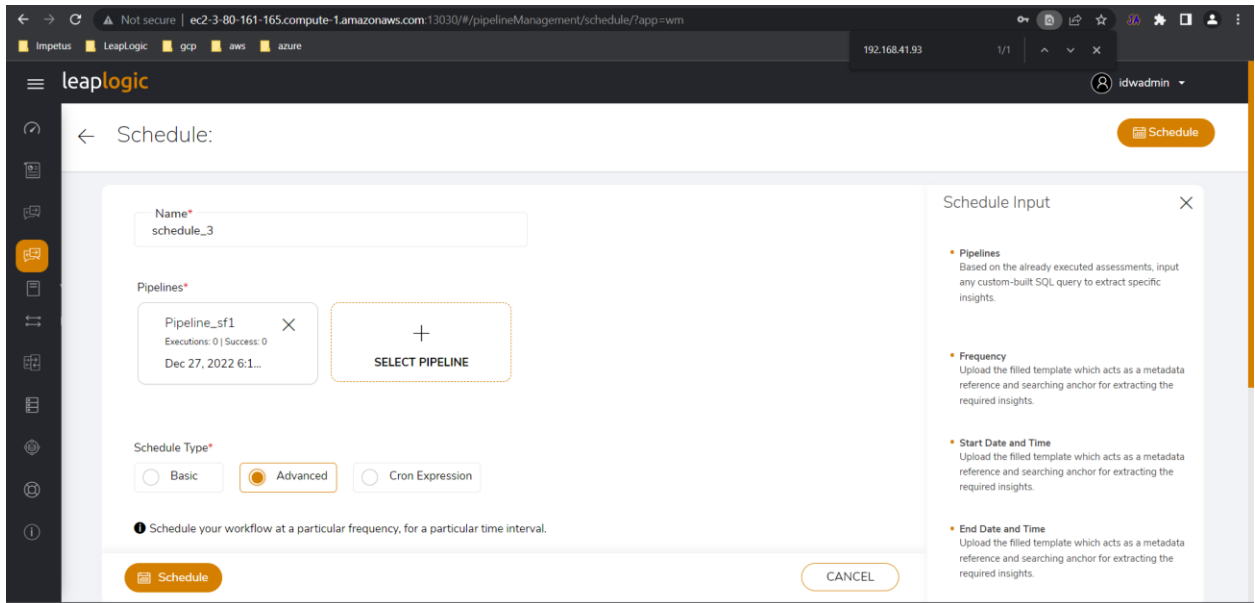 Not secure | ec2-3-80-161-165.compute-1.amazonaws.com:13030/#/pipelineManagement/schedule/?app=wm
JA
Impetus LeapLogic gcp aws azure
192.168.41.93 1/1
leaplogic
idwadmin
Schedule:
Schedule
Name*
schedule_3
Pipelines*
Pipeline_sf1
Executions: 0 | Success: 0
Dec 27, 2022 6:1...
+
SELECT PIPELINE
Schedule Type*
Basic Advanced Cron Expression
Schedule your workflow at a particular frequency, for a particular time interval.
Schedule
CANCEL
Schedule Input
• Pipelines
Based on the already executed assessments, input
any custom-built SQL query to extract specific
insights.
• Frequency
Upload the filled template which acts as a metadata
reference and searching anchor for extracting the
required insights.
• Start Date and Time
Upload the filled template which acts as a metadata
reference and searching anchor for extracting the
required insights.
• End Date and Time
Upload the filled template which acts as a metadata
reference and searching anchor for extracting the
required insights.